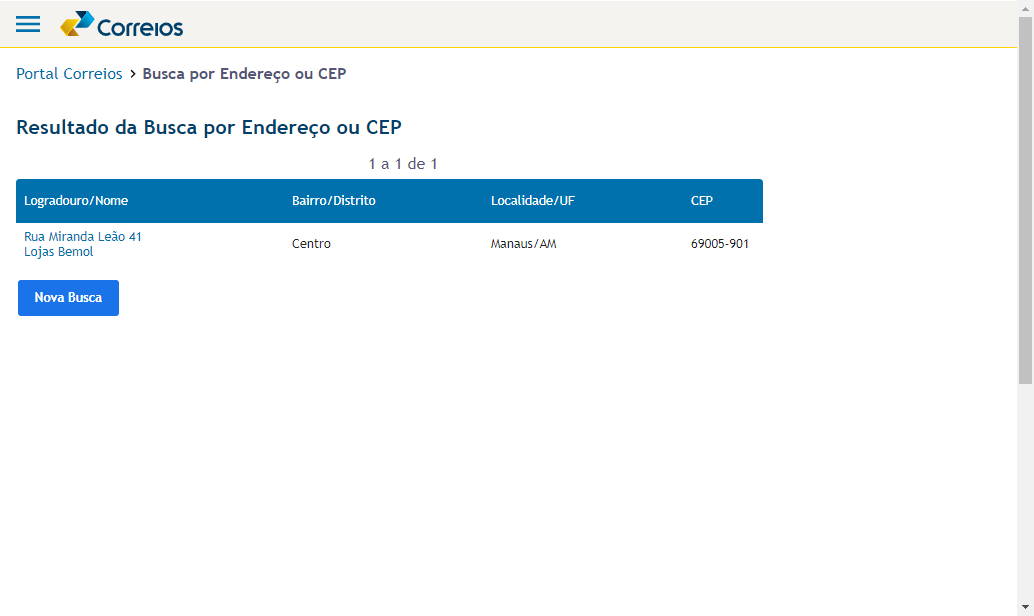 Correios
Portal Correios > Busca por Endereço ou CEP
Resultado da Busca por Endereço ou CEP
1 a 1 de 1
Logradouro/Nome Bairro/Distrito Localidade/UF CEP
Rua Miranda Leão 41
Lojas Bemol
Centro Manaus/AM 69005-901
Nova Busca